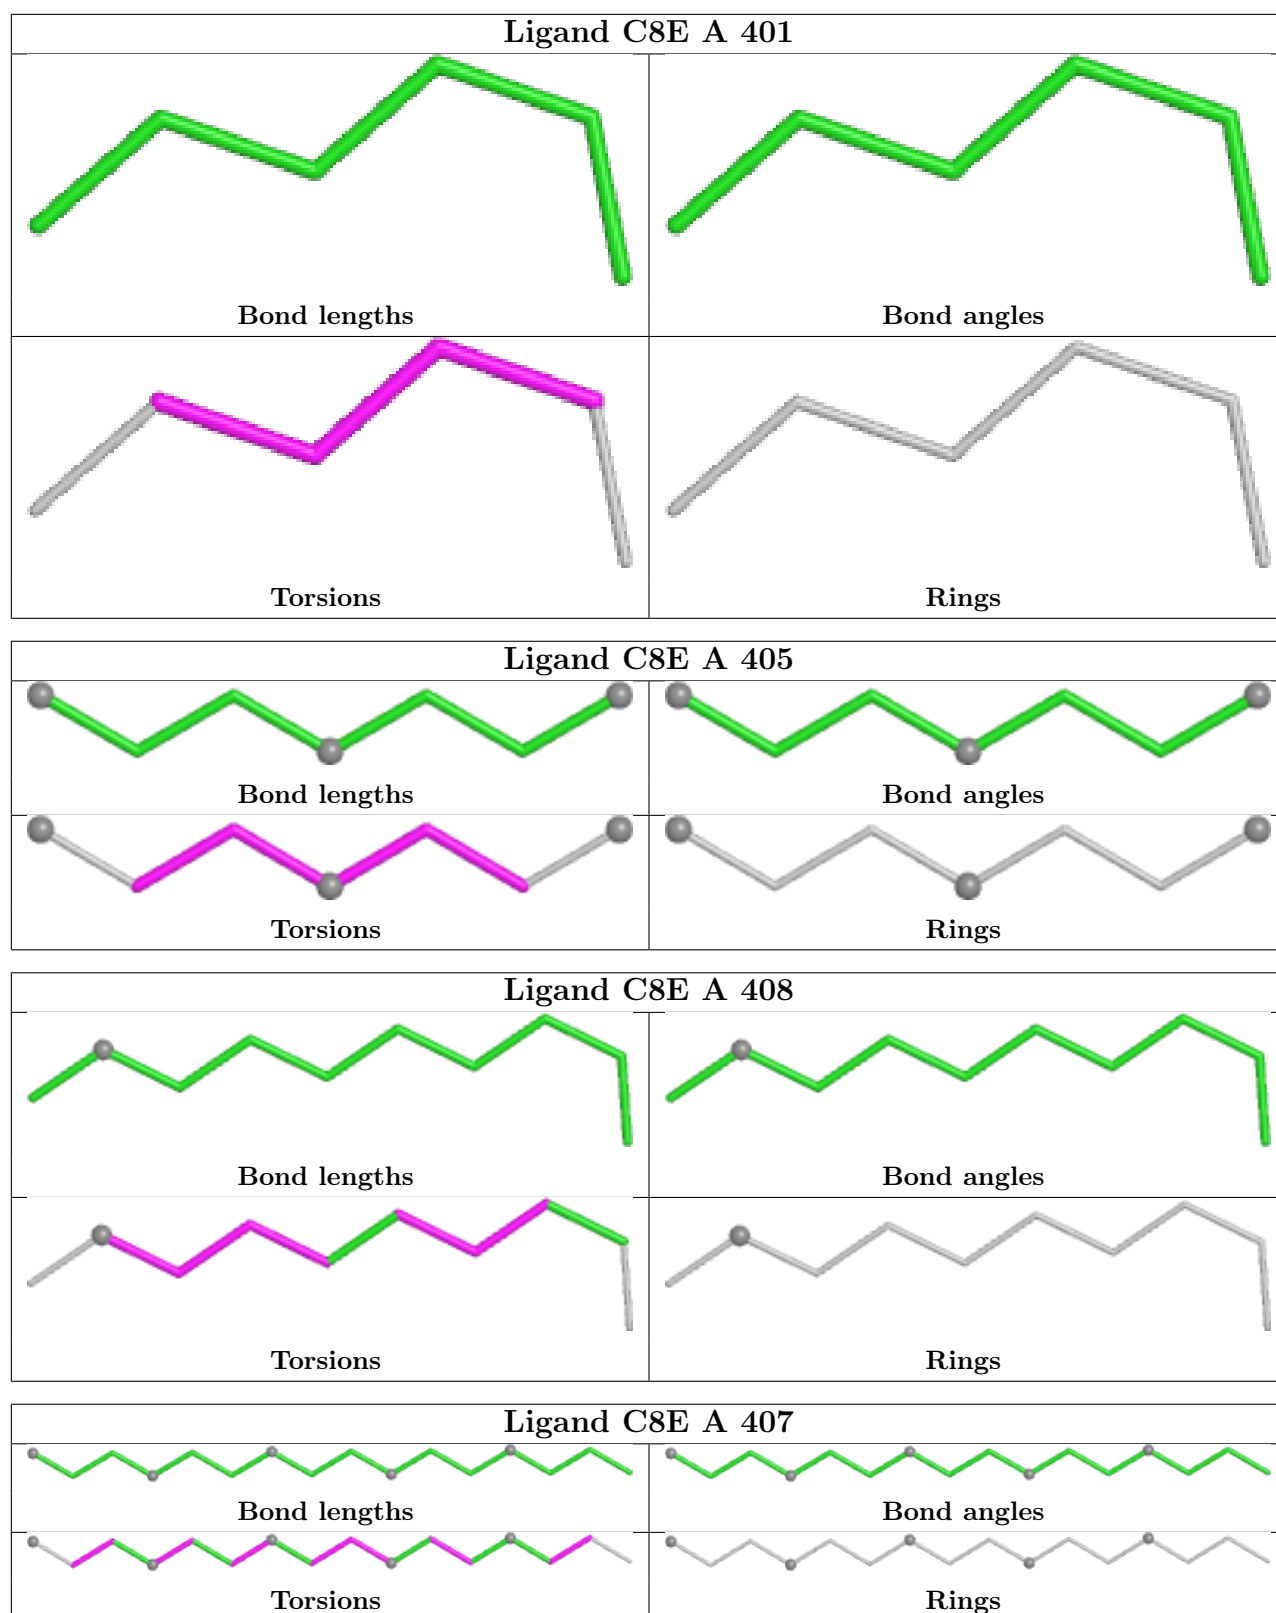 Ligand C8E A 401
Bond lengths
Bond angles
Torsions
Rings
Ligand C8E A 405
Bond lengths
Bond angles
Torsions
Rings
Ligand C8E A 408
Bond lengths
Bond angles
Torsions
Rings
Ligand C8E A 407
Bond lengths
Bond angles
Torsions
Rings